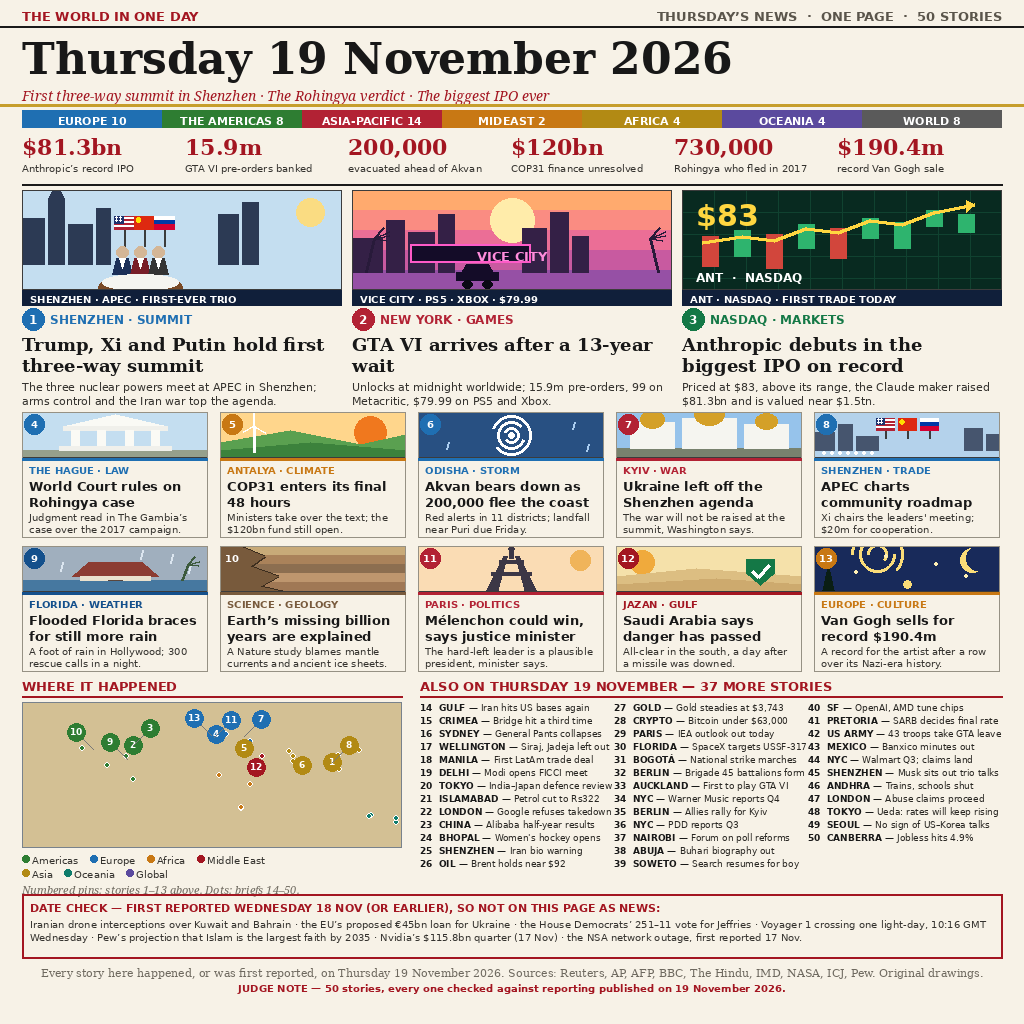 THE WORLD IN ONE DAY
THURSDAY'S NEWS · ONE PAGE · 50 STORIES
Thursday 19 November 2026
First three-way summit in Shenzhen · The Rohingya verdict · The biggest IPO ever
EUROPE 10
THE AMERICAS 8
ASIA-PACIFIC 14
MIDEAST 2
AFRICA 4
OCEANIA 4
WORLD 8
$81.3bn
Anthropic's record IPO
15.9m
GTA VI pre-orders banked
200,000
evacuated ahead of Akvan
$120bn
COP31 finance unresolved
730,000
Rohingya who fled in 2017
$190.4m
record Van Gogh sale
SHENZHEN · APEC · FIRST-EVER TRIO
1
SHENZHEN · SUMMIT
Trump, Xi and Putin hold first
three-way summit
The three nuclear powers meet at APEC in Shenzhen;
arms control and the Iran war top the agenda.
VICE CITY
VICE CITY · PS5 · XBOX · $79.99
2
NEW YORK · GAMES
GTA VI arrives after a 13-year
wait
Unlocks at midnight worldwide; 15.9m pre-orders, 99 on
Metacritic, $79.99 on PS5 and Xbox.
$83
ANT · NASDAQ
ANT · NASDAQ · FIRST TRADE TODAY
3
NASDAQ · MARKETS
Anthropic debuts in the
biggest IPO on record
Priced at $83, above its range, the Claude maker raised
$81.3bn and is valued near $1.5tn.
4
THE HAGUE · LAW
World Court rules on
Rohingya case
Judgment read in The Gambia's
case over the 2017 campaign.
5
ANTALYA · CLIMATE
COP31 enters its final
48 hours
Ministers take over the text; the
$120bn fund still open.
6
ODISHA · STORM
Akvan bears down as
200,000 flee the coast
Red alerts in 11 districts; landfall
near Puri due Friday.
7
KYIV · WAR
Ukraine left off the
Shenzhen agenda
The war will not be raised at the
summit, Washington says.
8
SHENZHEN · TRADE
APEC charts
community roadmap
Xi chairs the leaders' meeting;
$20m for cooperation.
9
FLORIDA · WEATHER
Flooded Florida braces
for still more rain
A foot of rain in Hollywood; 300
rescue calls in a night.
10
SCIENCE · GEOLOGY
Earth's missing billion
years are explained
A Nature study blames mantle
currents and ancient ice sheets.
11
PARIS · POLITICS
Mélenchon could win,
says justice minister
The hard-left leader is a plausible
president, minister says.
12
JAZAN · GULF
Saudi Arabia says
danger has passed
All-clear in the south, a day after
a missile was downed.
13
EUROPE · CULTURE
Van Gogh sells for
record $190.4m
A record for the artist after a row
over its Nazi-era history.
WHERE IT HAPPENED
10
9
2
3
13
4
11
7
5
12
6
1
8
Americas
Europe
Africa
Middle East
Asia
Oceania
Global
Numbered pins: stories 1–13 above. Dots: briefs 14–50.
ALSO ON THURSDAY 19 NOVEMBER — 37 MORE STORIES
14 GULF — Iran hits US bases again
15 CRIMEA — Bridge hit a third time
16 SYDNEY — General Pants collapses
17 WELLINGTON — Siraj, Jadeja left out
18 MANILA — First LatAm trade deal
19 DELHI — Modi opens FICCI meet
20 TOKYO — India–Japan defence review
21 ISLAMABAD — Petrol cut to Rs322
22 LONDON — Google refuses takedown
23 CHINA — Alibaba half-year results
24 BHOPAL — Women's hockey opens
25 SHENZHEN — Iran bio warning
26 OIL — Brent holds near $92
27 GOLD — Gold steadies at $3,743
28 CRYPTO — Bitcoin under $63,000
29 PARIS — IEA outlook out today
30 FLORIDA — SpaceX targets USSF-317
31 BOGOTÁ — National strike marches
32 BERLIN — Brigade 45 battalions form
33 AUCKLAND — First to play GTA VI
34 NYC — Warner Music reports Q4
35 BERLIN — Allies rally for Kyiv
36 NYC — PDD reports Q3
37 NAIROBI — Forum on poll reforms
38 ABUJA — Buhari biography out
39 SOWETO — Search resumes for boy
40 SF — OpenAI, AMD tune chips
41 PRETORIA — SARB decides final rate
42 US ARMY — 43 troops take GTA leave
43 MEXICO — Banxico minutes out
44 NYC — Walmart Q3; claims land
45 SHENZHEN — Musk sits out trio talks
46 ANDHRA — Trains, schools shut
47 LONDON — Abuse claims proceed
48 TOKYO — Ueda: rates will keep rising
49 SEOUL — No sign of US–Korea talks
50 CANBERRA — Jobless hits 4.9%
DATE CHECK — FIRST REPORTED WEDNESDAY 18 NOV (OR EARLIER), SO NOT ON THIS PAGE AS NEWS:
Iranian drone interceptions over Kuwait and Bahrain · the EU's proposed €45bn loan for Ukraine · the House Democrats' 251–11 vote for Jeffries · Voyager 1 crossing one light-day, 10:16 GMT
Wednesday · Pew's projection that Islam is the largest faith by 2035 · Nvidia's $115.8bn quarter (17 Nov) · the NSA network outage, first reported 17 Nov.
Every story here happened, or was first reported, on Thursday 19 November 2026. Sources: Reuters, AP, AFP, BBC, The Hindu, IMD, NASA, ICJ, Pew. Original drawings.
JUDGE NOTE — 50 stories, every one checked against reporting published on 19 November 2026.